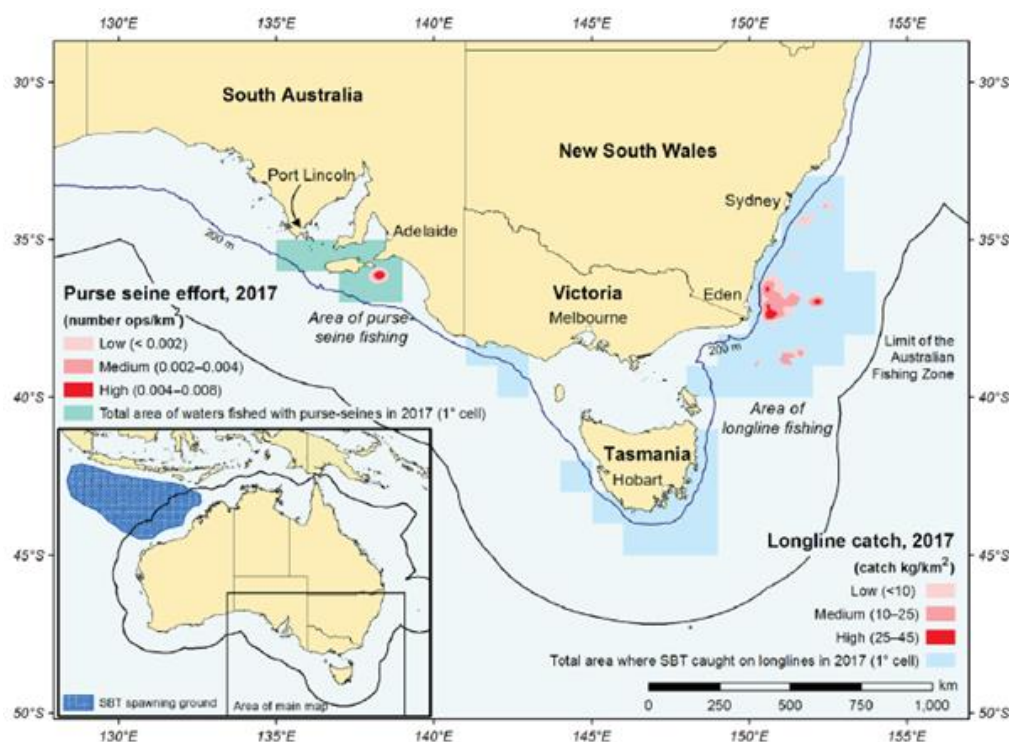 130°E 135°E 140°E 145°E 150°E 155°E
30°S 30°S
South Australia
New South Wales
Port Lincoln
Sydney
Adelaide
35°S 35°S
200 m
Purse seine effort, 2017
(number ops/km²)
Low (< 0.002)
Medium (0.002–0.004)
High (0.004–0.008)
Total area of waters fished with purse-seines in 2017 (1° cell)
Area of purse-
seine fishing
Victoria
Melbourne
Eden
200 m
Limit of the
Australian
Fishing Zone
40°S 40°S
Area of
longline fishing
Tasmania
Hobart
45°S 45°S
Longline catch, 2017
(catch kg/km²)
Low (<10)
Medium (10–25)
High (25–45)
Total area where SBT caught on longlines in 2017 (1° cell)
km
0 250 500 750 1,000
SBT spawning ground
Area of main map
50°S 50°S
130°E 135°E 140°E 145°E 150°E 155°E